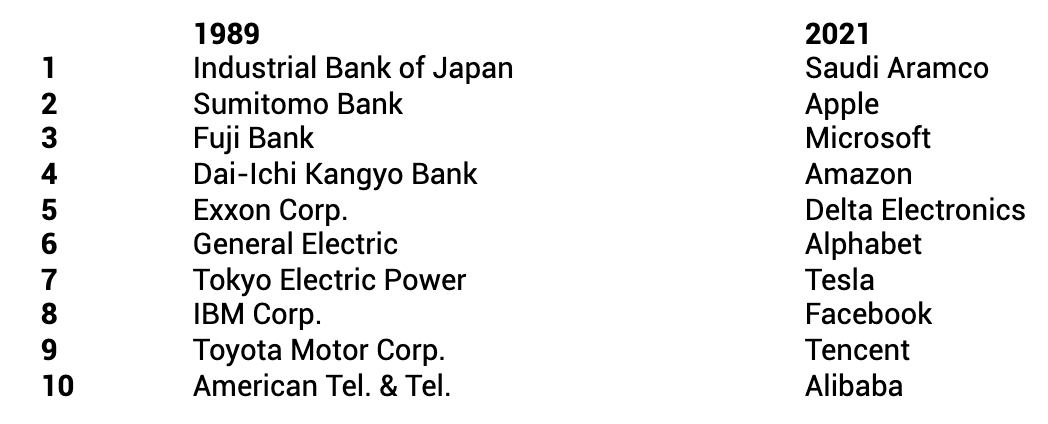 1989 2021
1 Industrial Bank of Japan Saudi Aramco
2 Sumitomo Bank Apple
3 Fuji Bank Microsoft
4 Dai-Ichi Kangyo Bank Amazon
5 Exxon Corp. Delta Electronics
6 General Electric Alphabet
7 Tokyo Electric Power Tesla
8 IBM Corp. Facebook
9 Toyota Motor Corp. Tencent
10 American Tel. & Tel. Alibaba